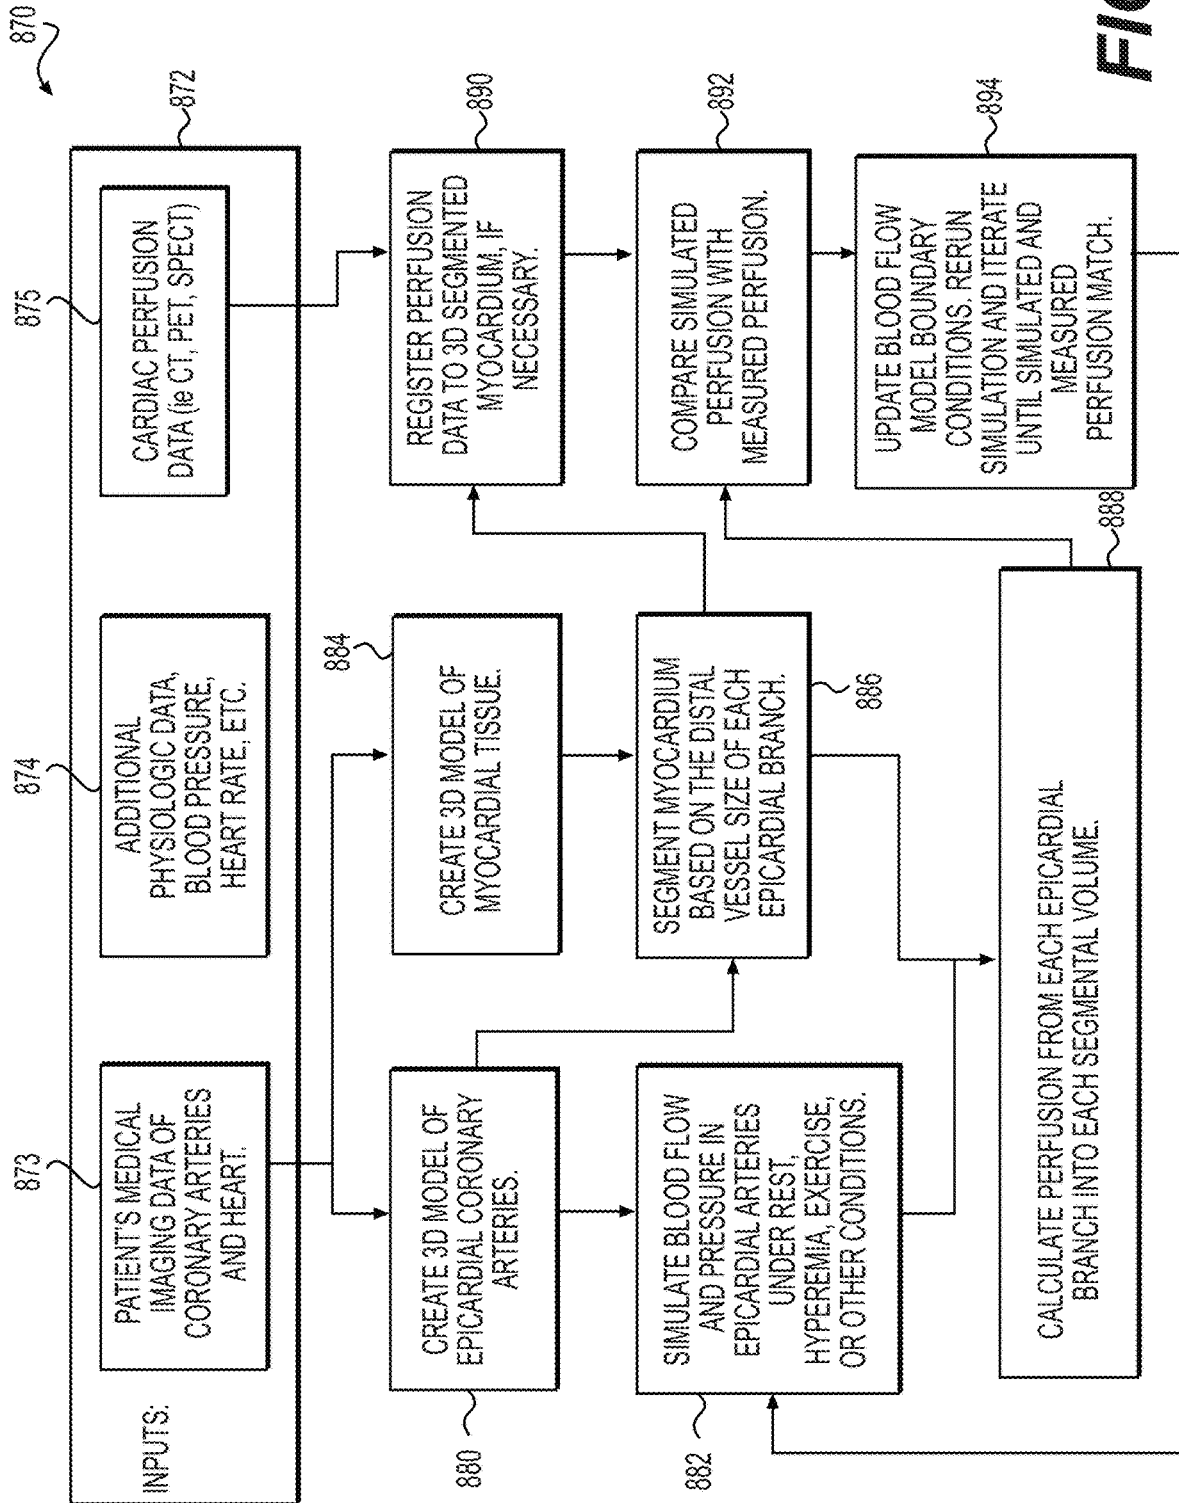 870
872
INPUTS:
873
PATIENT'S MEDICAL
IMAGING DATA OF
CORONARY ARTERIES
AND HEART.
874
ADDITIONAL
PHYSIOLOGIC DATA,
BLOOD PRESSURE,
HEART RATE, ETC.
875
CARDIAC PERFUSION
DATA (ie CT, PET, SPECT)
880
CREATE 3D MODEL OF
EPICARDIAL CORONARY
ARTERIES.
884
CREATE 3D MODEL OF
MYOCARDIAL TISSUE.
890
REGISTER PERFUSION
DATA TO 3D SEGMENTED
MYOCARDIUM, IF
NECESSARY.
882
SIMULATE BLOOD FLOW
AND PRESSURE IN
EPICARDIAL ARTERIES
UNDER REST,
HYPEREMIA, EXERCISE,
OR OTHER CONDITIONS.
886
SEGMENT MYOCARDIUM
BASED ON THE DISTAL
VESSEL SIZE OF EACH
EPICARDIAL BRANCH.
892
COMPARE SIMULATED
PERFUSION WITH
MEASURED PERFUSION.
888
CALCULATE PERFUSION FROM EACH EPICARDIAL
BRANCH INTO EACH SEGMENTAL VOLUME.
894
UPDATE BLOOD FLOW
MODEL BOUNDARY
CONDITIONS. RERUN
SIMULATION AND ITERATE
UNTIL SIMULATED AND
MEASURED
PERFUSION MATCH.